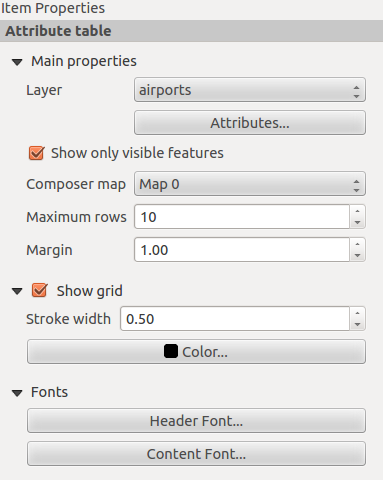 Item Properties
Attribute table
Main properties
Layer airports
Attributes...
Show only visible features
Composer map Map 0
Maximum rows 10
Margin 1.00
Show grid
Stroke width 0.50
Color...
Fonts
Header Font...
Content Font...